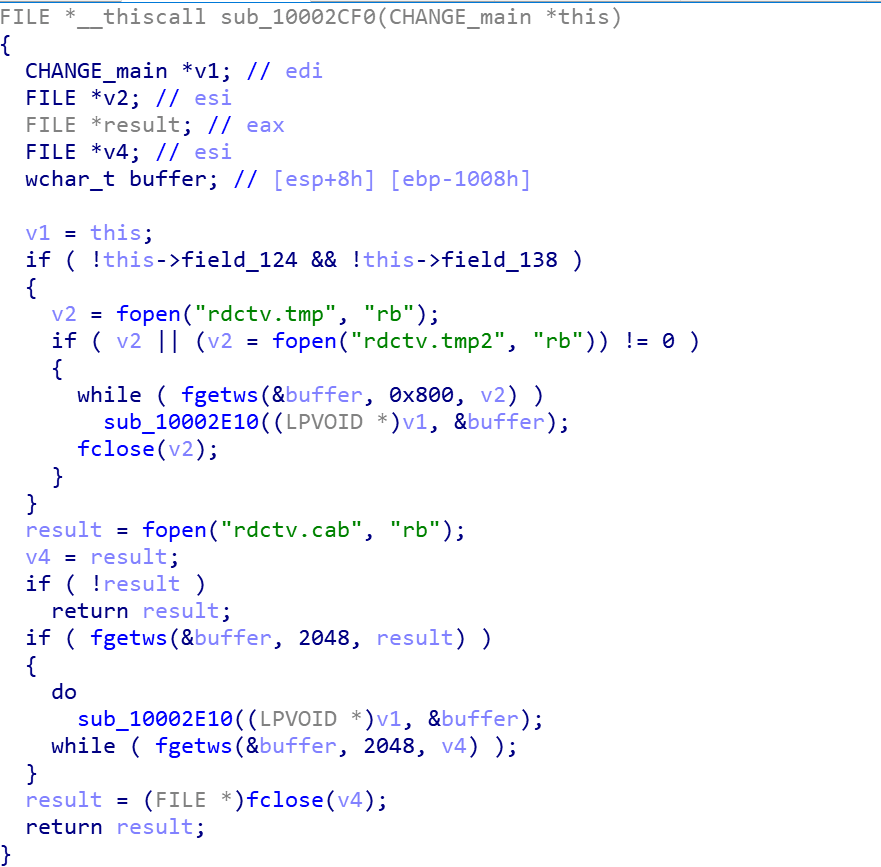 FILE *__thiscall sub_10002CF0(CHANGE_main *this)
{
  CHANGE_main *v1; // edi
  FILE *v2; // esi
  FILE *result; // eax
  FILE *v4; // esi
  wchar_t buffer; // [esp+8h] [ebp-1008h]

  v1 = this;
  if ( !this->field_124 && !this->field_138 )
  {
    v2 = fopen("rdctv.tmp", "rb");
    if ( v2 || (v2 = fopen("rdctv.tmp2", "rb")) != 0 )
    {
      while ( fgetws(&buffer, 0x800, v2) )
        sub_10002E10((LPVOID *)v1, &buffer);
      fclose(v2);
    }
  }
  result = fopen("rdctv.cab", "rb");
  v4 = result;
  if ( !result )
    return result;
  if ( fgetws(&buffer, 2048, result) )
  {
    do
      sub_10002E10((LPVOID *)v1, &buffer);
    while ( fgetws(&buffer, 2048, v4) );
  }
  result = (FILE *)fclose(v4);
  return result;
}